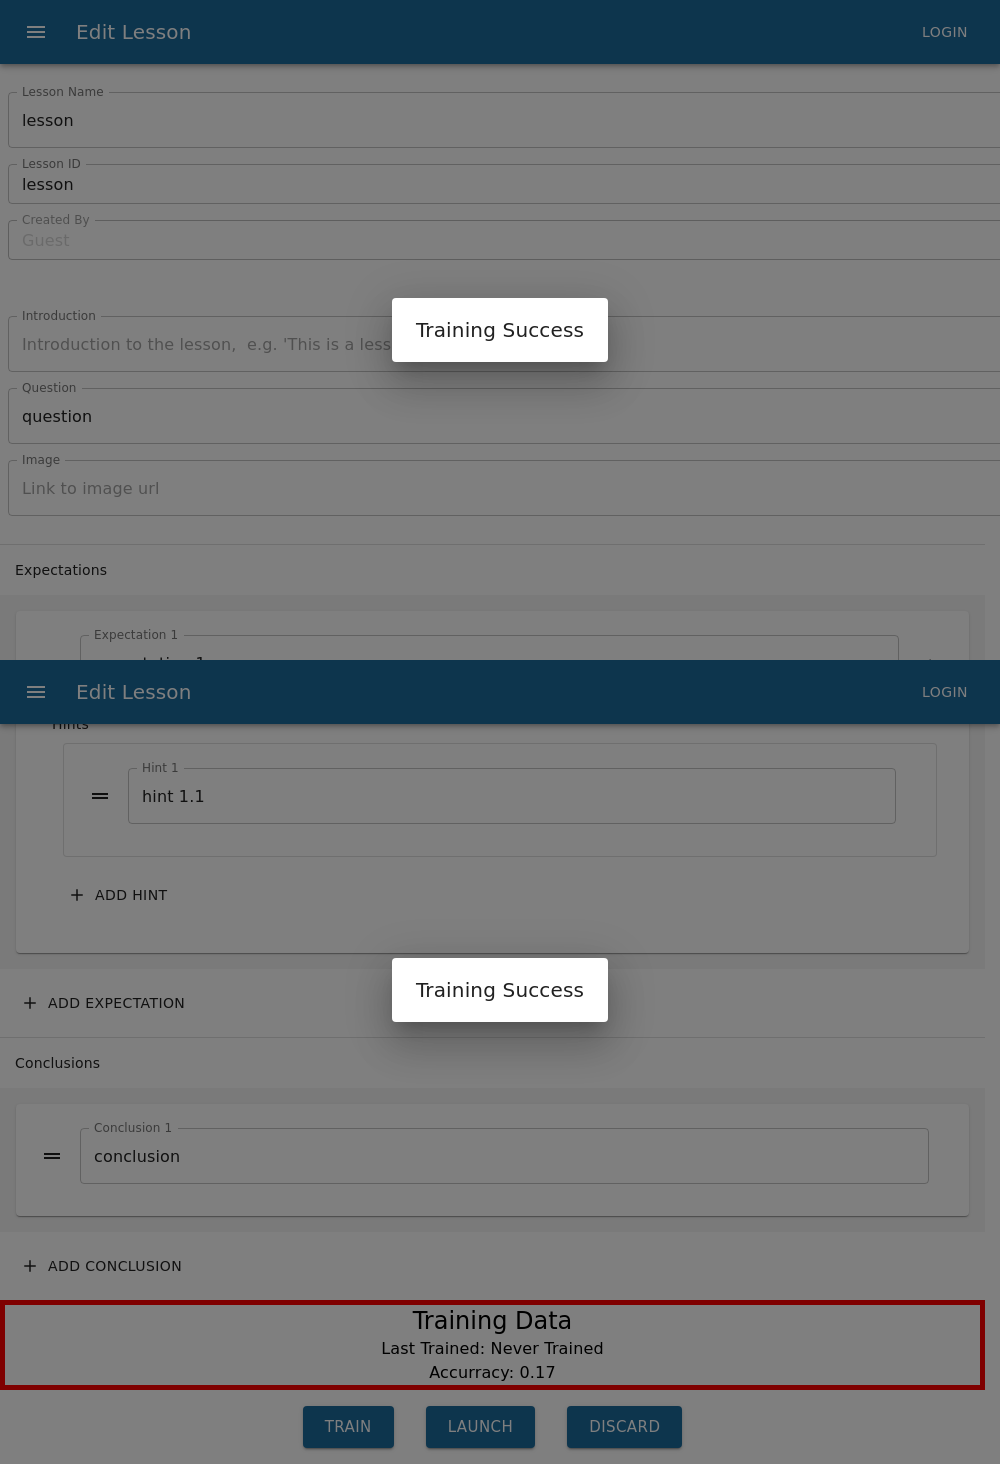 Edit Lesson
LOGIN
Lesson Name
lesson
Lesson ID
lesson
Created By
Guest
Introduction
Introduction to the lesson, e.g. 'This is a less
Training Success
Question
question
Image
Link to image url
Expectations
Expectation 1
Edit Lesson
LOGIN
Hints
Hint 1
hint 1.1
ADD HINT
Training Success
ADD EXPECTATION
Conclusions
Conclusion 1
conclusion
ADD CONCLUSION
Training Data
Last Trained: Never Trained
Accurracy: 0.17
TRAIN
LAUNCH
DISCARD